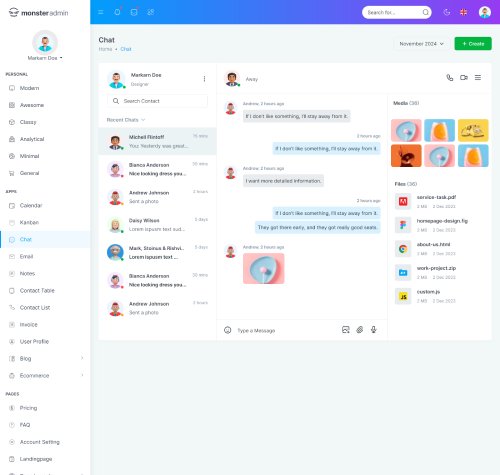 monsteradmin
Search for...
Markarn Doe
PERSONAL
Modern
Awesome
Classy
Analytical
Minimal
General
APPS
Calendar
Kanban
Chat
Email
Notes
Contact Table
Contact List
Invoice
User Profile
Blog
Ecommerce
PAGES
Pricing
FAQ
Account Setting
Landingpage
Chat
Home • Chat
November 2024
+ Create
Markarn Doe
Designer
Search Contact
Recent Chats
Michell Flintoff
15 mins
You: Yesterdy was great...
Bianca Anderson
30 mins
Nice looking dress you...
Andrew Johnson
2 hours
Sent a photo
Daisy Wilson
5 days
Lorem ispusm text sud...
Mark, Stoinus & Rishvi..
5 days
Lorem ispusm text ...
Bianca Anderson
30 mins
Nice looking dress you...
Andrew Johnson
2 hours
Sent a photo
Away
Andrew, 2 hours ago
If I don't like something, I'll stay away from it.
2 hours ago
If I don't like something, I'll stay away from it.
Andrew, 2 hours ago
I want more detailed information.
2 hours ago
If I don't like something, I'll stay away from it.
They got there early, and they got really good seats.
Andrew, 2 hours ago
Type a Message
Media (36)
Files (36)
service-task.pdf
2 MB 2 Dec 2023
homepage-design.fig
2 MB 2 Dec 2023
about-us.html
2 MB 2 Dec 2023
work-project.zip
2 MB 2 Dec 2023
custom.js
2 MB 2 Dec 2023